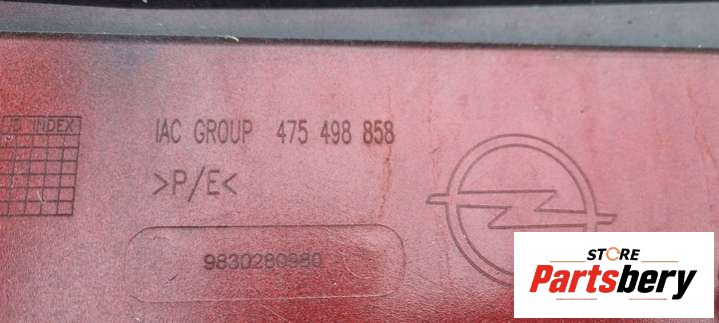 INDEX
IAC GROUP 475 498 858
>P/E<
9830280980
STORE
Partsbery